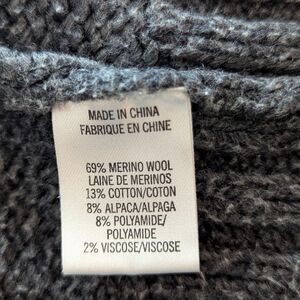 MADE IN CHINA
FABRIQUE EN CHINE
69% MERINO WOOL
LAINE DE MERINOS
13% COTTON/COTON
8% ALPACA/ALPAGA
8% POLYAMIDE/
POLYAMIDE
2% VISCOSE/VISCOSE